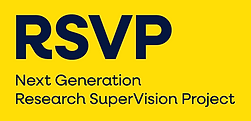 RSVP
Next Generation
Research SuperVision Project